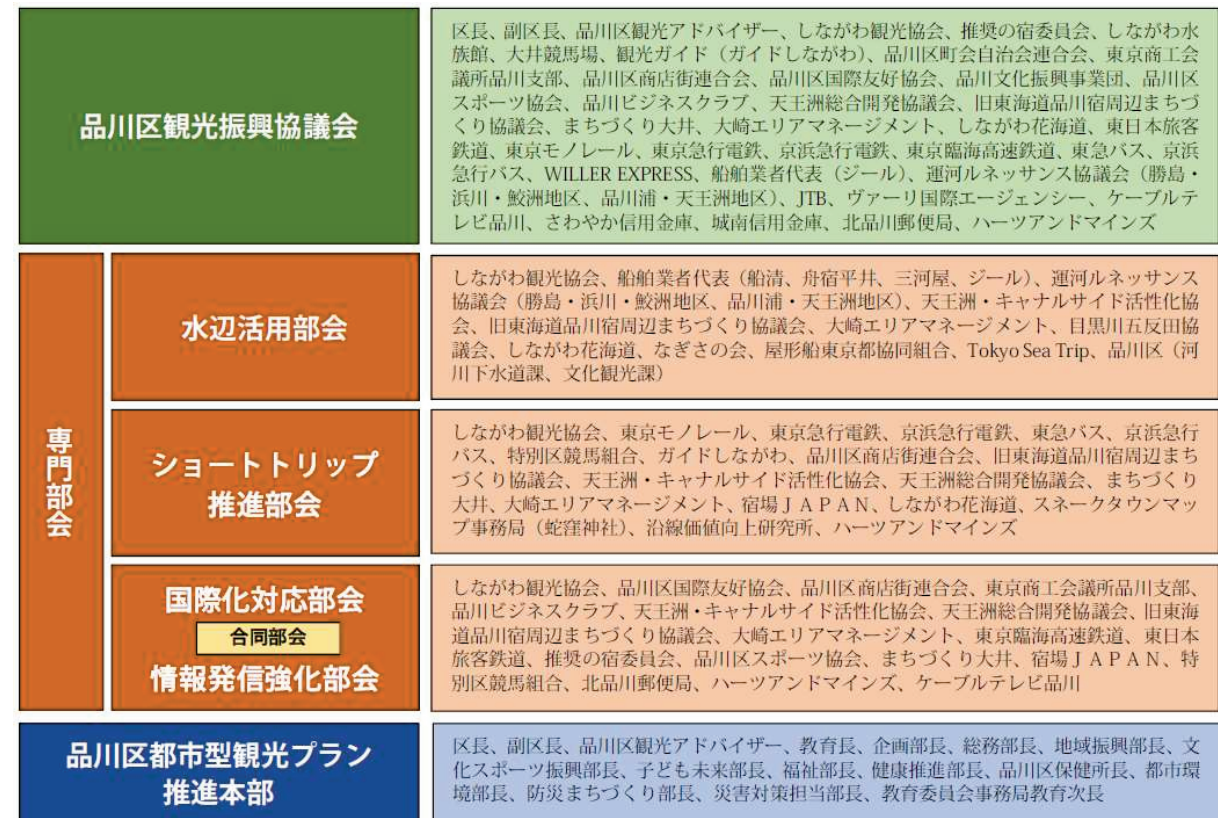 品川区観光振興協議会
区長、副区長、品川区観光アドバイザー、しながわ観光協会、推奨の宿委員会、しながわ水
族館、大井競馬場、観光ガイド（ガイドしながわ）、品川区町会自治会連合会、東京商工会
議所品川支部、品川区商店街連合会、品川区国際友好協会、品川文化振興事業団、品川区
スポーツ協会、品川ビジネスクラブ、天王洲総合開発協議会、旧東海道品川宿周辺まちづ
くり協議会、まちづくり大井、大崎エリアマネージメント、しながわ花海道、東日本旅客
鉄道、東京モノレール、東京急行電鉄、京浜急行電鉄、東京臨海高速鉄道、東急バス、京浜
急行バス、WILLER EXPRESS、船舶業者代表（ジール）、運河ルネッサンス協議会（勝島・
浜川・鮫洲地区、品川浦・天王洲地区）、JTB、ヴァーリ国際エージェンシー、ケーブルテ
レビ品川、さわやか信用金庫、城南信用金庫、北品川郵便局、ハーツアンドマインズ
専門部会
水辺活用部会
しながわ観光協会、船舶業者代表（船清、舟宿平井、三河屋、ジール）、運河ルネッサンス
協議会（勝島・浜川・鮫洲地区、品川浦・天王洲地区）、天王洲・キャナルサイド活性化協
会、旧東海道品川宿周辺まちづくり協議会、大崎エリアマネージメント、目黒川五反田協
議会、しながわ花海道、なぎさの会、屋形船東京都協同組合、Tokyo Sea Trip、品川区（河
川下水道課、文化観光課）
ショートトリップ
推進部会
しながわ観光協会、東京モノレール、東京急行電鉄、京浜急行電鉄、東急バス、京浜急行
バス、特別区競馬組合、ガイドしながわ、品川区商店街連合会、旧東海道品川宿周辺まち
づくり協議会、天王洲・キャナルサイド活性化協会、天王洲総合開発協議会、まちづくり
大井、大崎エリアマネージメント、宿場ＪＡＰＡＮ、しながわ花海道、スネークタウンマッ
プ事務局（蛇窪神社）、沿線価値向上研究所、ハーツアンドマインズ
国際化対応部会
合同部会
情報発信強化部会
しながわ観光協会、品川区国際友好協会、品川区商店街連合会、東京商工会議所品川支部、
品川ビジネスクラブ、天王洲・キャナルサイド活性化協会、天王洲総合開発協議会、旧東海
道品川宿周辺まちづくり協議会、大崎エリアマネージメント、東京臨海高速鉄道、東日本
旅客鉄道、推奨の宿委員会、品川区スポーツ協会、まちづくり大井、宿場ＪＡＰＡＮ、特
別区競馬組合、北品川郵便局、ハーツアンドマインズ、ケーブルテレビ品川
品川区都市型観光プラン
推進本部
区長、副区長、品川区観光アドバイザー、教育長、企画部長、総務部長、地域振興部長、文
化スポーツ振興部長、子ども未来部長、福祉部長、健康推進部長、品川区保健所長、都市環
境部長、防災まちづくり部長、災害対策担当部長、教育委員会事務局教育次長